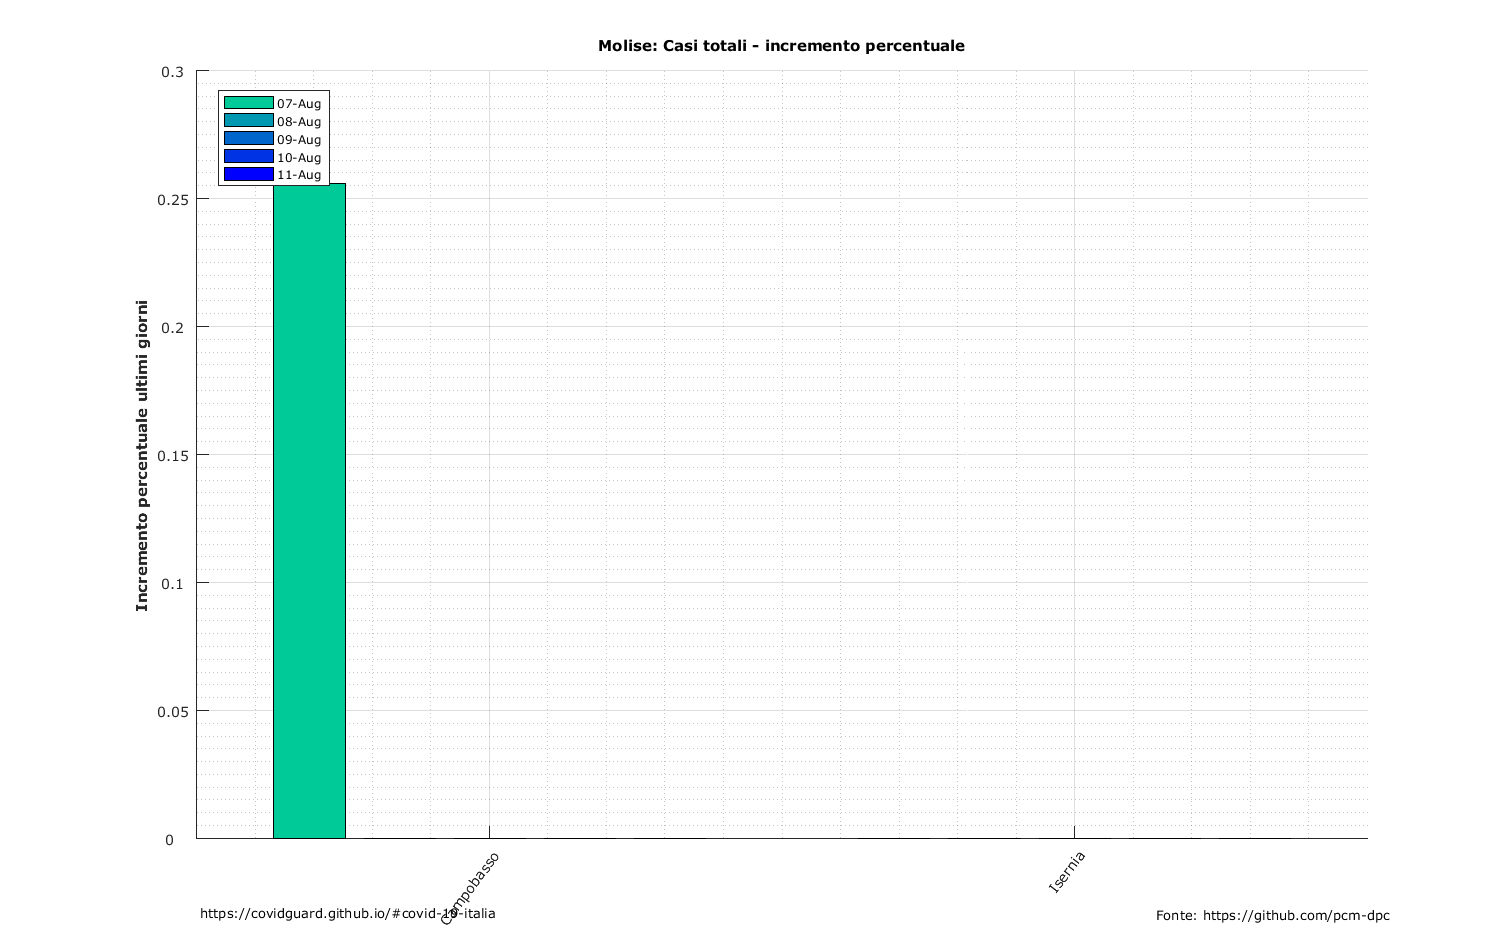 Molise: Casi totali - incremento percentuale
0.3
0.25
0.2
0.15
0.1
0.05
0
Incremento percentuale ultimi giorni
07-Aug
08-Aug
09-Aug
10-Aug
11-Aug
Campobasso
Isernia
https://covidguard.github.io/#covid-19-italia
Fonte: https://github.com/pcm-dpc